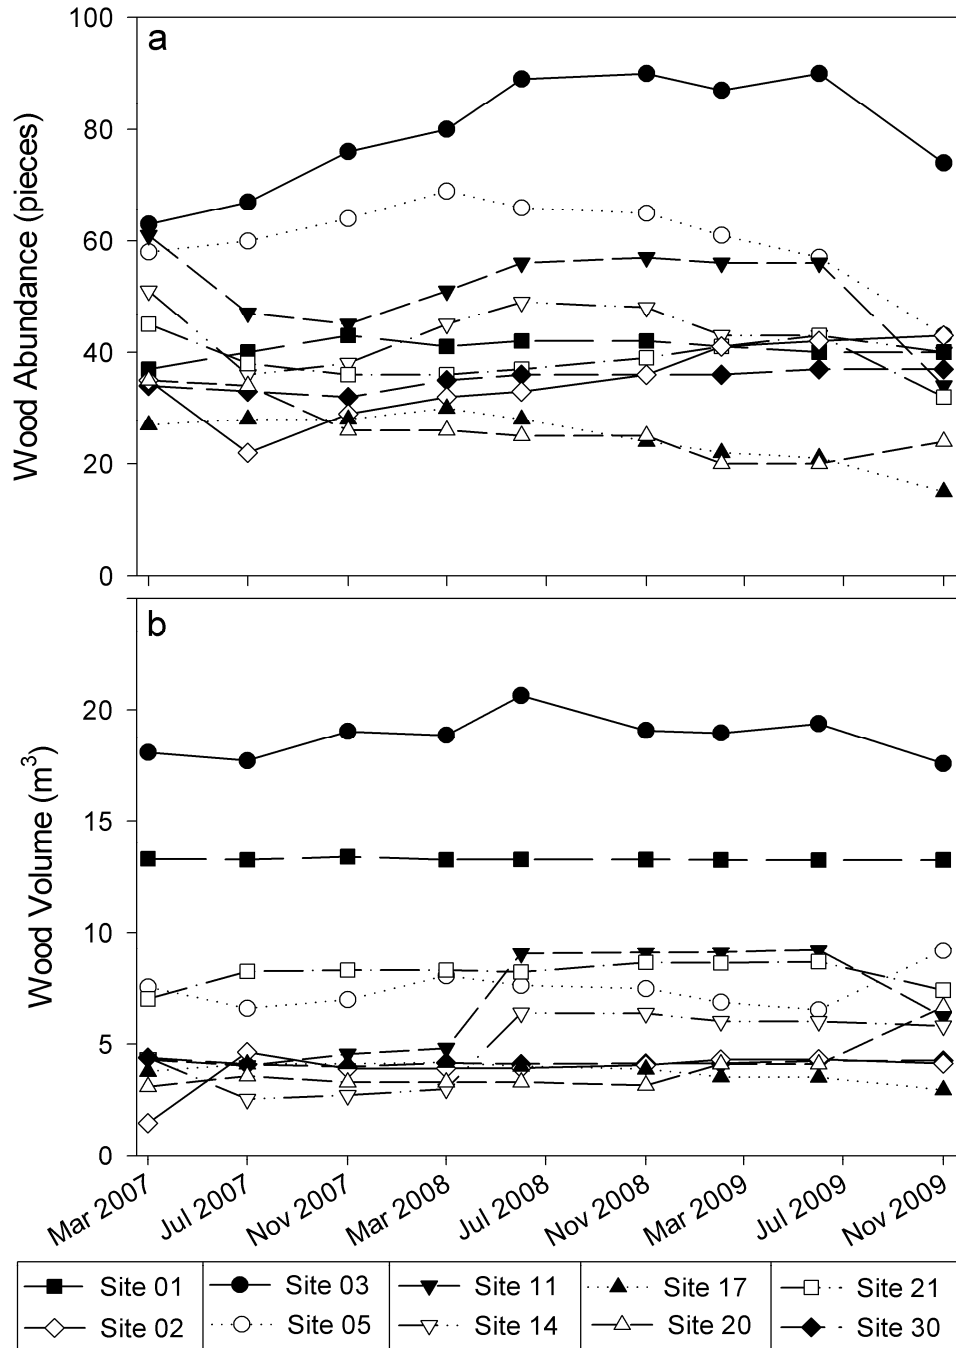 a
100
80
60
40
20
0
Wood Abundance (pieces)
b
20
15
10
5
0
Wood Volume (m³)
Mar 2007
Jul 2007
Nov 2007
Mar 2008
Jul 2008
Nov 2008
Mar 2009
Jul 2009
Nov 2009
Site 01 Site 03 Site 11 Site 17 Site 21
Site 02 Site 05 Site 14 Site 20 Site 30